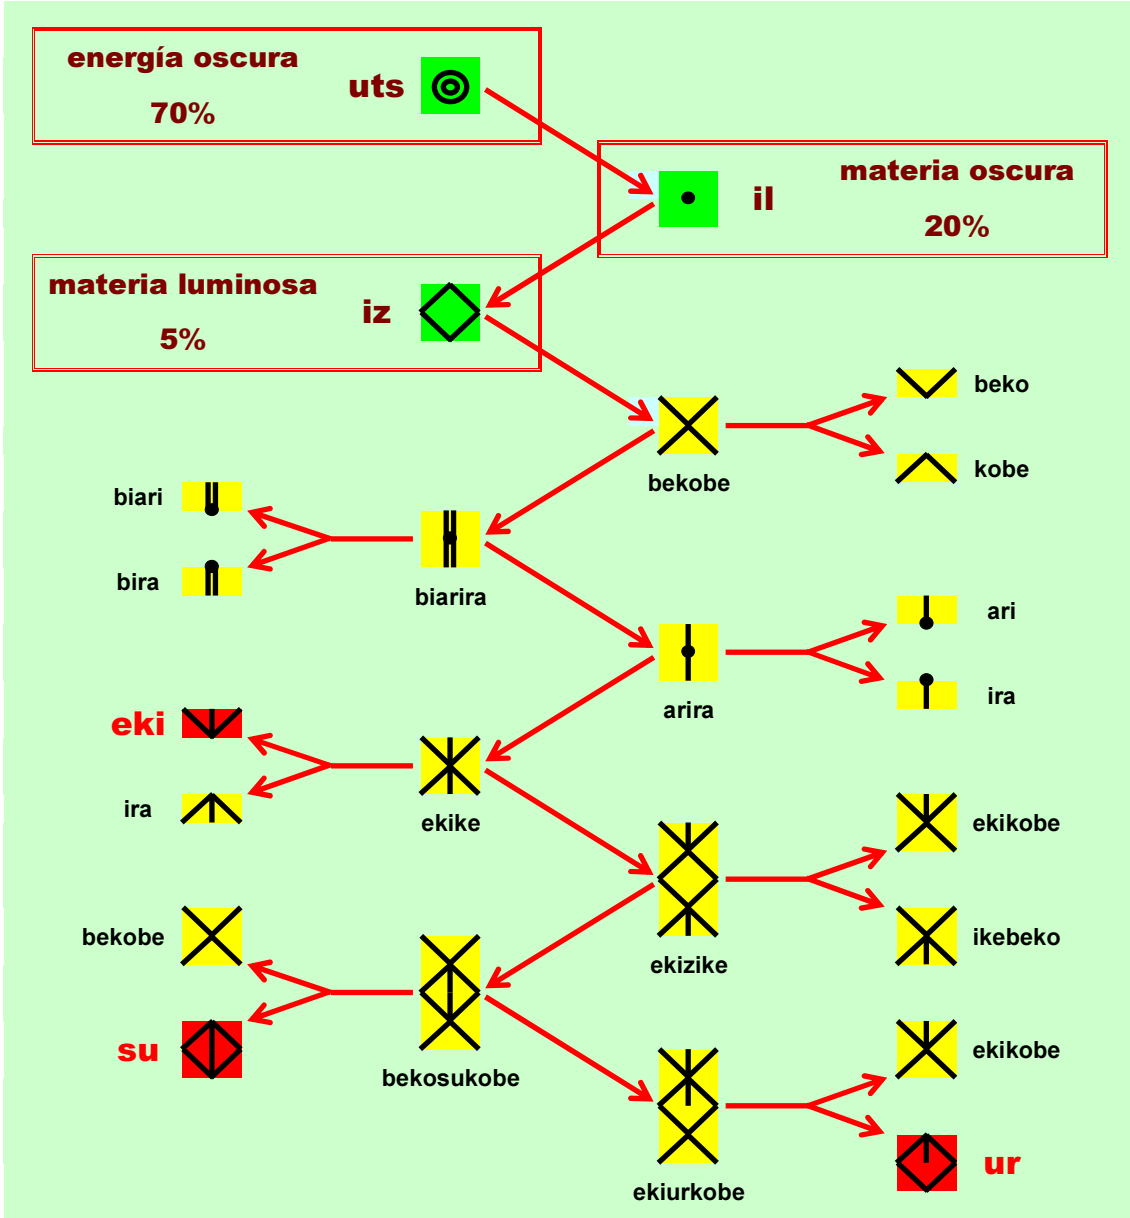 energía oscura
70%
uts
il
materia oscura
20%
materia luminosa
5%
iz
beko
kobe
bekobe
biari
bira
biarira
ari
ira
arira
eki
ira
ekike
ekikobe
ikebeko
ekizike
bekobe
su
bekosukobe
ekikobe
ur
ekiurkobe